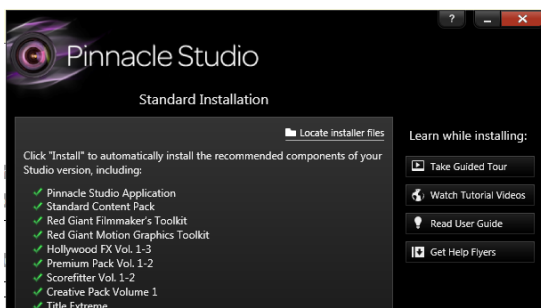 ?
Pinnacle Studio
Standard Installation
Locate installer files
Learn while installing:
Click "Install" to automatically install the recommended components of your
Studio version, including:
Take Guided Tour
Pinnacle Studio Application
Watch Tutorial Videos
Standard Content Pack
Red Giant Filmmaker's Toolkit
Read User Guide
Red Giant Motion Graphics Toolkit
Hollywood FX Vol. 1-3
Get Help Flyers
Premium Pack Vol. 1-2
Scorefitter Vol. 1-2
Creative Pack Volume 1
Title Extreme